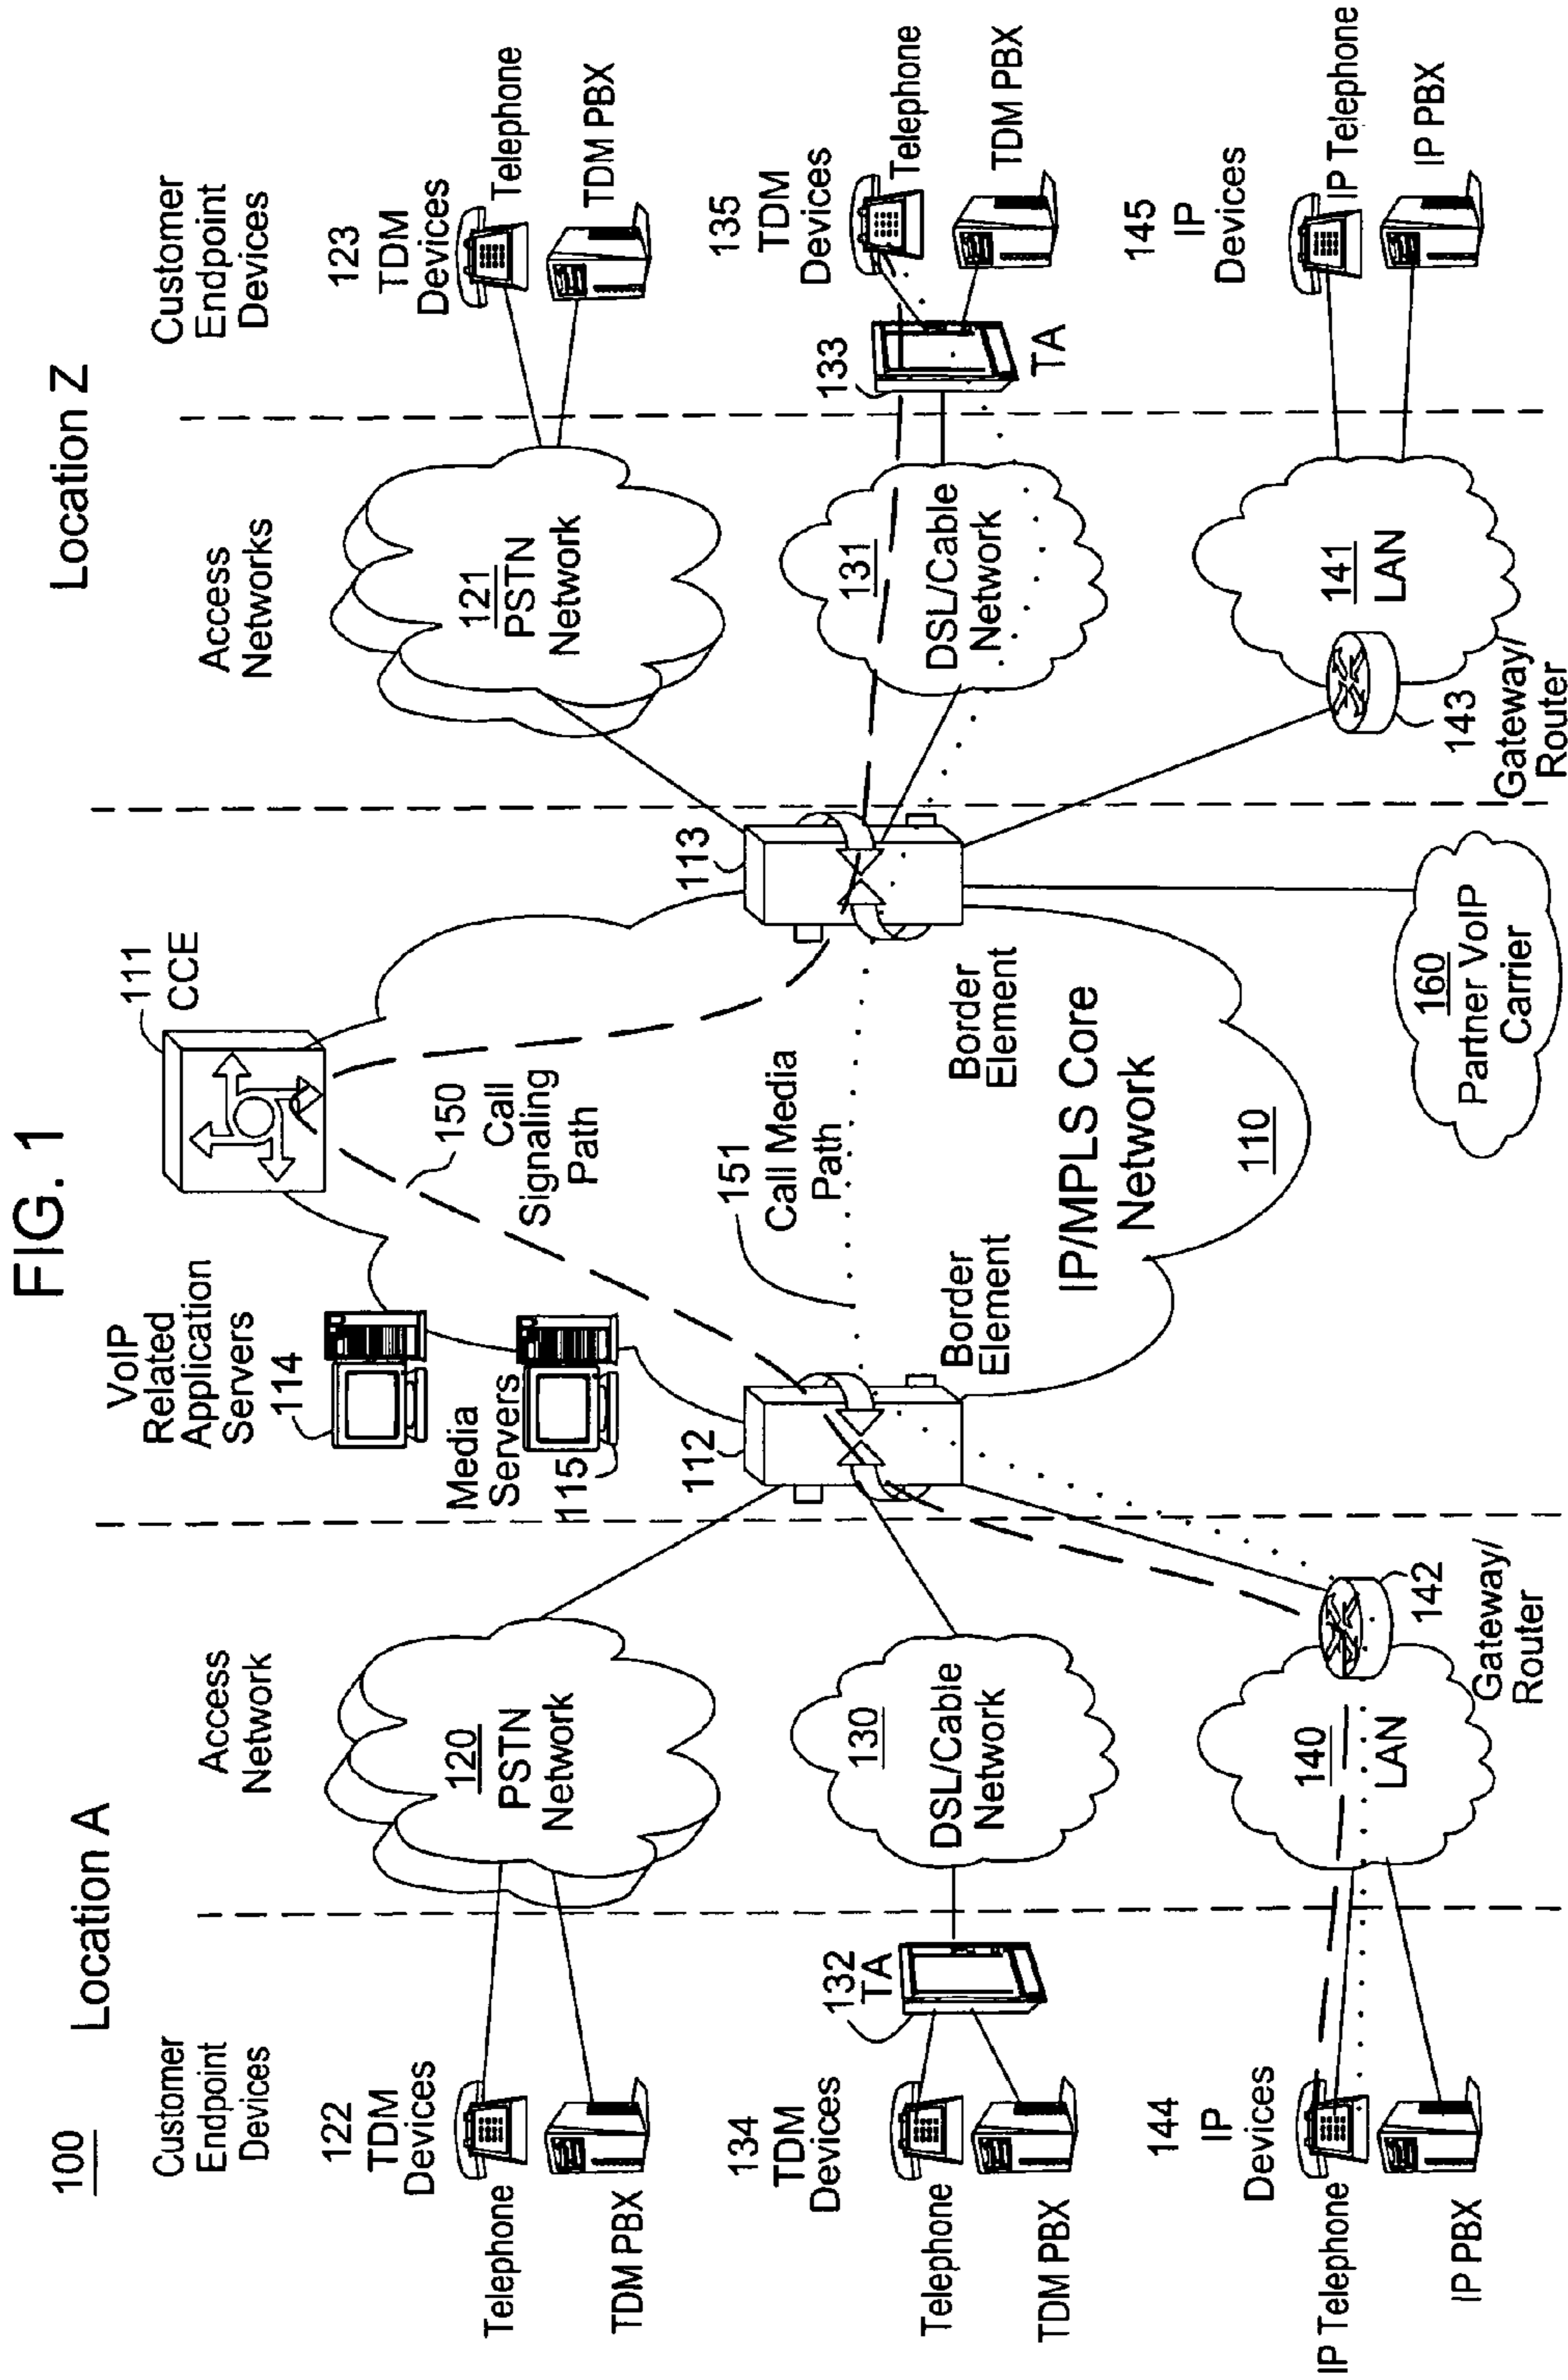 FIG. 1
100
Location A
Location Z
Customer
Endpoint
Devices
Access
Network
VoIP
Related
Application
Servers
114
111
CCE
Access
Networks
Customer
Endpoint
Devices
122
TDM
Devices
Telephone
TDM PBX
120
PSTN
Network
Media
Servers
115
150
Call
Signaling
Path
121
PSTN
Network
123
TDM
Devices
Telephone
TDM PBX
134
TDM
Devices
Telephone
TDM PBX
132
TA
130
DSL/Cable
Network
112
Border
Element
151
Call Media
Path
113
Border
Element
131
DSL/Cable
Network
133
TA
135
TDM
Devices
Telephone
TDM PBX
IP/MPLS Core
Network
110
144
IP
Devices
IP Telephone
IP PBX
140
LAN
142
Gateway/
Router
160
Partner VoIP
Carrier
143
Gateway/
Router
141
LAN
145
IP
Devices
IP Telephone
IP PBX